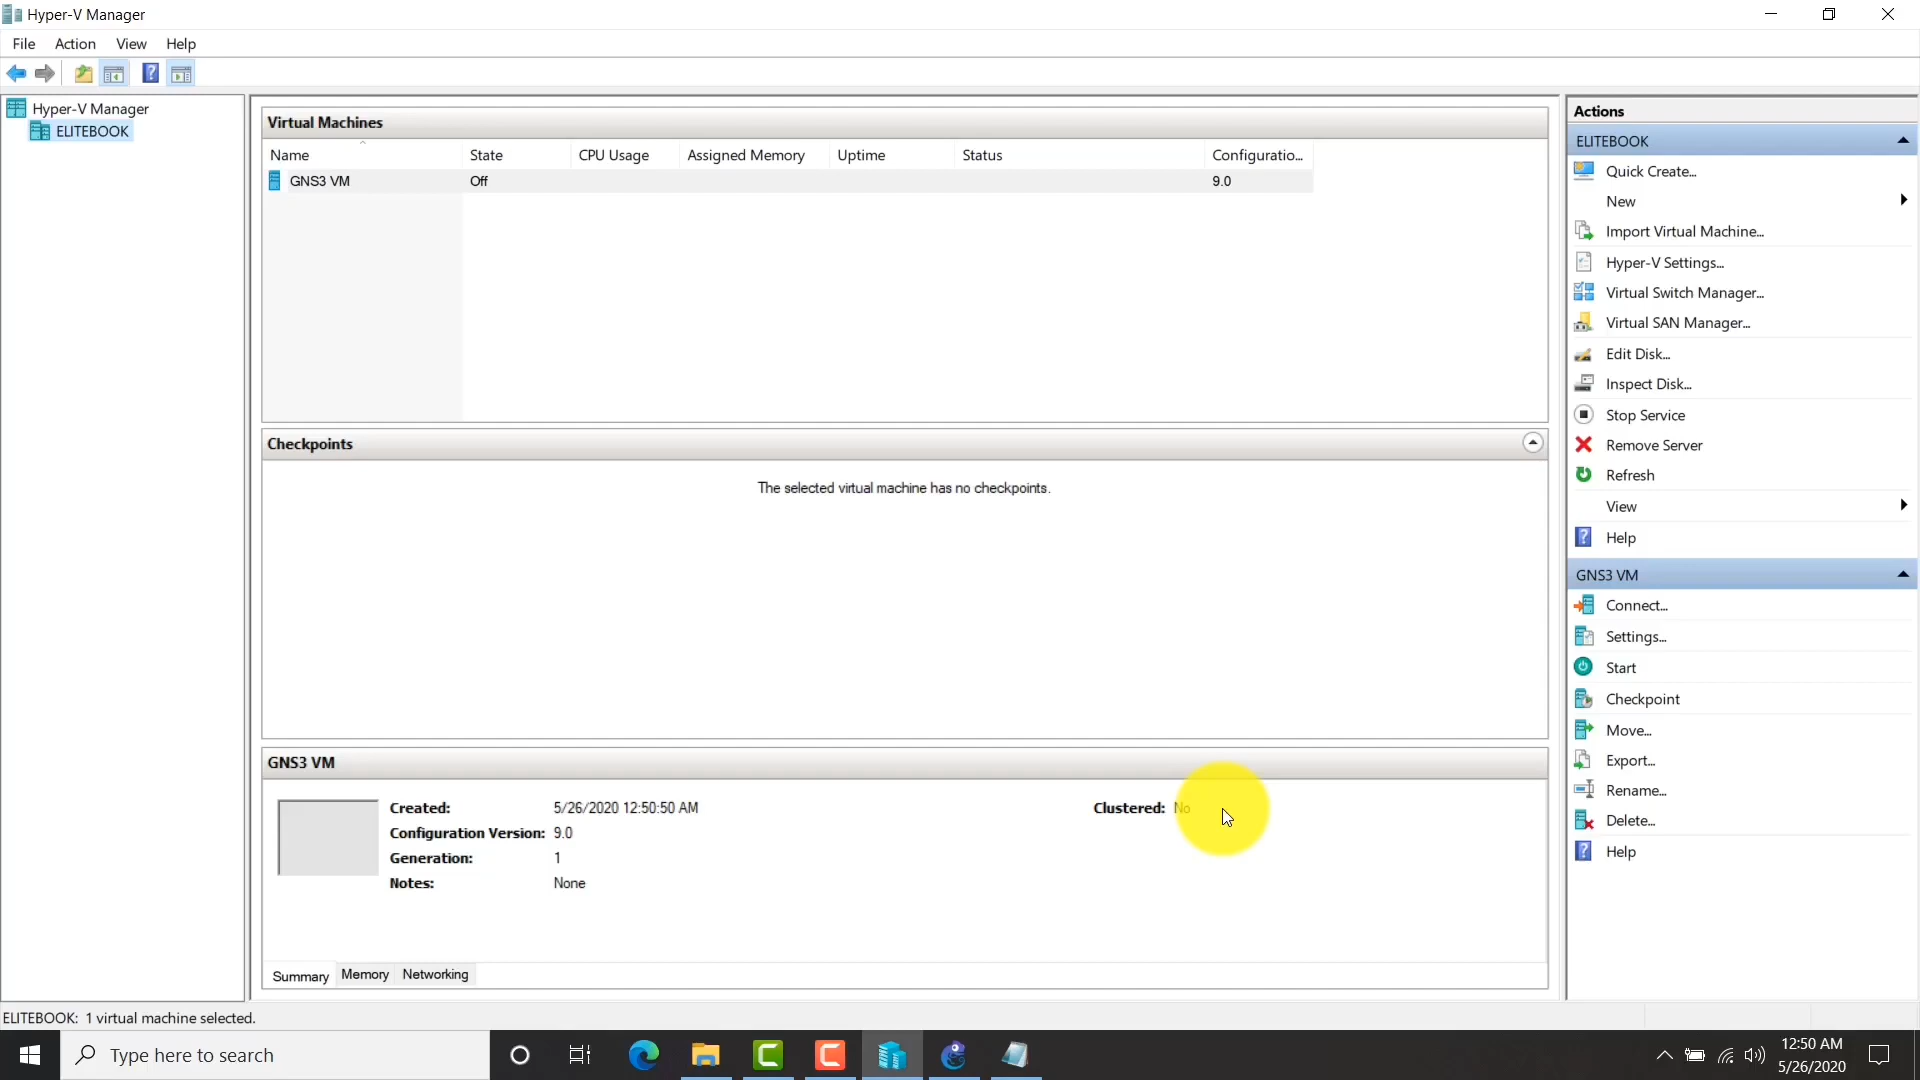 Hyper-V Manager
File Action View Help
Hyper-V Manager
ELITEBOOK
Virtual Machines
Name State CPU Usage Assigned Memory Uptime Status Configuratio...
GNS3 VM Off 9.0
Checkpoints
The selected virtual machine has no checkpoints.
GNS3 VM
Created: 5/26/2020 12:50:50 AM Clustered: No
Configuration Version: 9.0
Generation: 1
Notes: None
Summary Memory Networking
Actions
ELITEBOOK
Quick Create...
New
Import Virtual Machine...
Hyper-V Settings...
Virtual Switch Manager...
Virtual SAN Manager...
Edit Disk...
Inspect Disk...
Stop Service
Remove Server
Refresh
View
Help
GNS3 VM
Connect...
Settings...
Start
Checkpoint
Move...
Export...
Rename...
Delete...
Help
ELITEBOOK: 1 virtual machine selected.
Type here to search
12:50 AM
5/26/2020